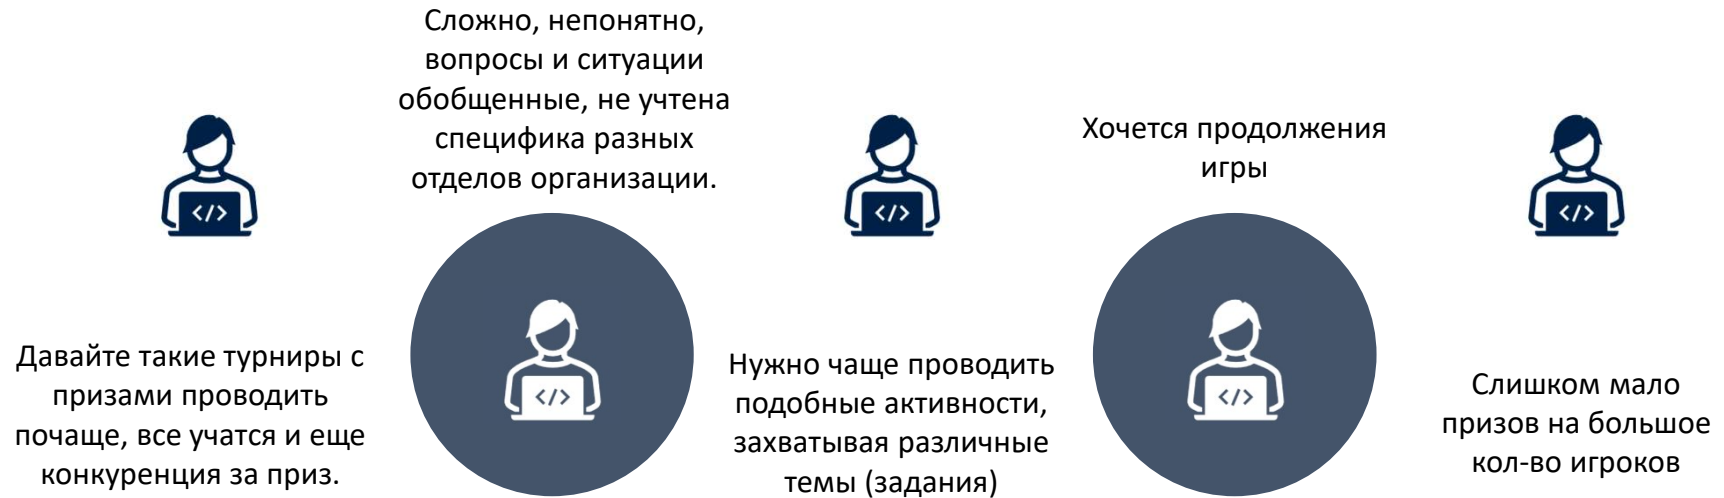 Сложно, непонятно,
вопросы и ситуации
обобщенные, не учтена
специфика разных
отделов организации.
Хочется продолжения
игры
</>
</>
</>
</>
</>
Давайте такие турниры с
призами проводить
почаще, все учатся и еще
конкуренция за приз.
Нужно чаще проводить
подобные активности,
захватывая различные
темы (задания)
Слишком мало
призов на большое
кол-во игроков